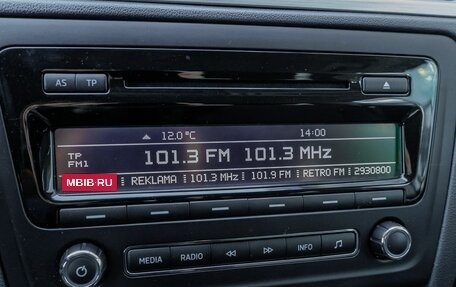 AS TP
12.0°C 14:00
TP 101.3 FM 101.3 MHz
FM1
MBIB.RU REKLAMA 101.3 MHz 101.9 FM RETRO FM 2930800
MEDIA RADIO INFO